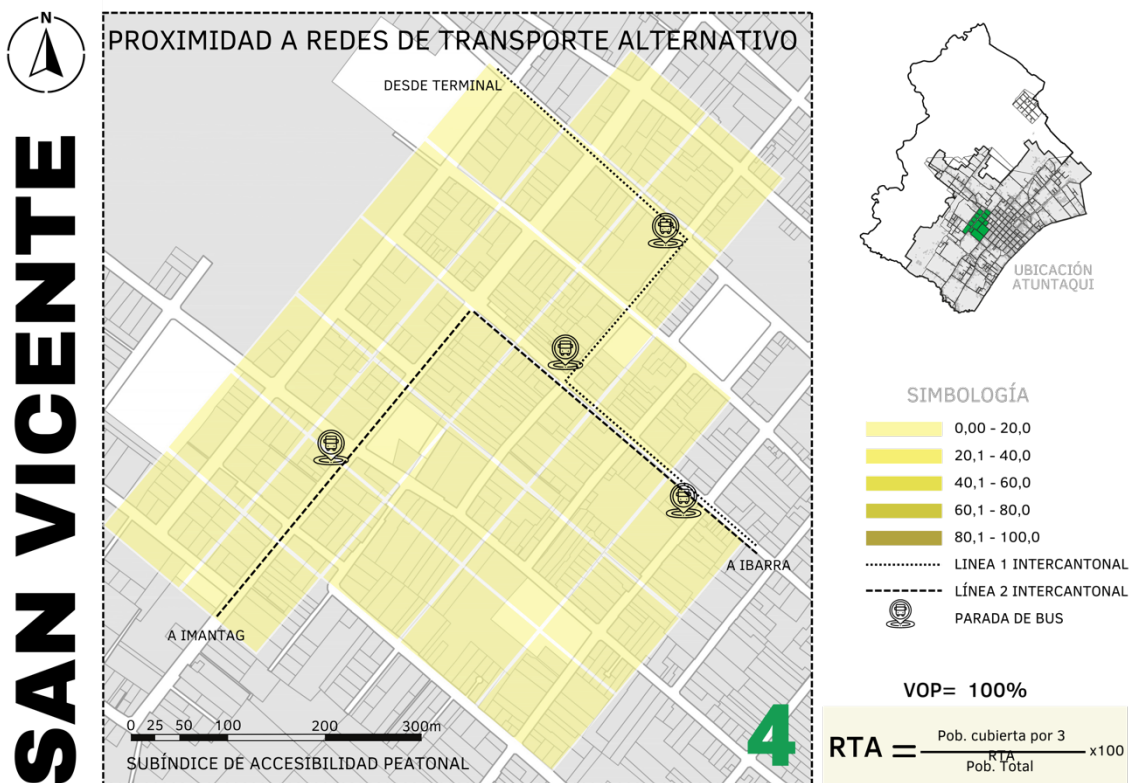 N
SAN VICENTE
PROXIMIDAD A REDES DE TRANSPORTE ALTERNATIVO
DESDE TERMINAL
A IBARRA
A IMANTAG
0 25 50 100 200 300m
SUBÍNDICE DE ACCESIBILIDAD PEATONAL
4
UBICACIÓN
ATUNTAQUI
SIMBOLOGÍA
0,00 - 20,0
20,1 - 40,0
40,1 - 60,0
60,1 - 80,0
80,1 - 100,0
LINEA 1 INTERCANTONAL
LÍNEA 2 INTERCANTONAL
PARADA DE BUS
VOP= 100%
RTA = Pob. cubierta por 3
RTA
Pob. Total
x100